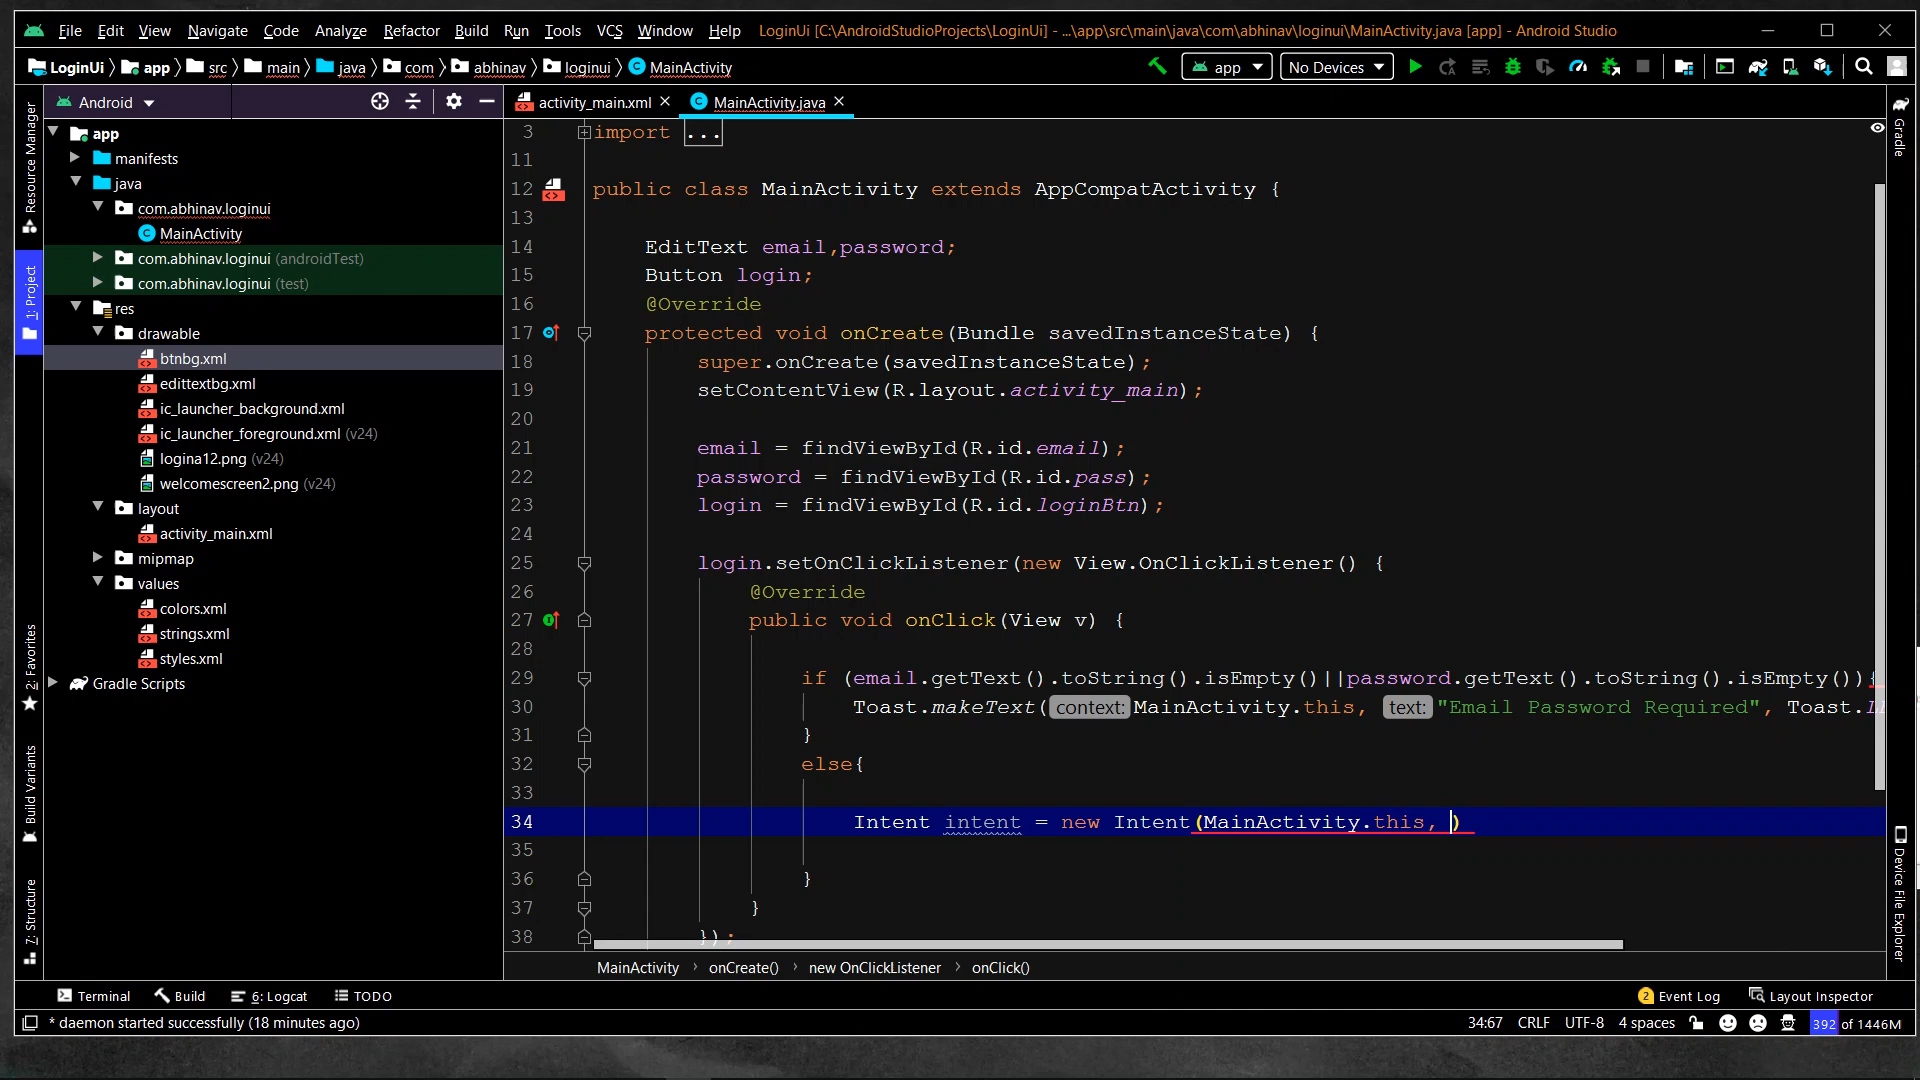 File Edit View Navigate Code Analyze Refactor Build Run Tools VCS Window Help LoginUi [C:\AndroidStudioProjects\LoginUi] - ...\app\src\main\java\com\abhinav\loginui\MainActivity.java [app] - Android Studio
LoginUi app src main java com abhinav loginui MainActivity app No Devices
Android
activity_main.xml MainActivity.java
Resource Manager
1: Project
2: Favorites
Build Variants
7: Structure
app
manifests
java
com.abhinav.loginui
MainActivity
com.abhinav.loginui (androidTest)
com.abhinav.loginui (test)
res
drawable
btnbg.xml
edittextbg.xml
ic_launcher_background.xml
ic_launcher_foreground.xml (v24)
logina12.png (v24)
welcomescreen2.png (v24)
layout
activity_main.xml
mipmap
values
colors.xml
strings.xml
styles.xml
Gradle Scripts
3 import ...
11
12 public class MainActivity extends AppCompatActivity {
13
14 EditText email,password;
15 Button login;
16 @Override
17 protected void onCreate(Bundle savedInstanceState) {
18 super.onCreate(savedInstanceState);
19 setContentView(R.layout.activity_main);
20
21 email = findViewById(R.id.email);
22 password = findViewById(R.id.pass);
23 login = findViewById(R.id.loginBtn);
24
25 login.setOnClickListener(new View.OnClickListener() {
26 @Override
27 public void onClick(View v) {
28
29 if (email.getText().toString().isEmpty()||password.getText().toString().isEmpty()){
30 Toast.makeText( context: MainActivity.this, text: "Email Password Required", Toast.
31 }
32 else{
33
34 Intent intent = new Intent(MainActivity.this, )
35
36 }
37 }
38 });
MainActivity › onCreate() › new OnClickListener › onClick()
Gradle
Device File Explorer
Terminal Build 6: Logcat TODO 2 Event Log Layout Inspector
* daemon started successfully (18 minutes ago) 34:67 CRLF UTF-8 4 spaces 392 of 1446M